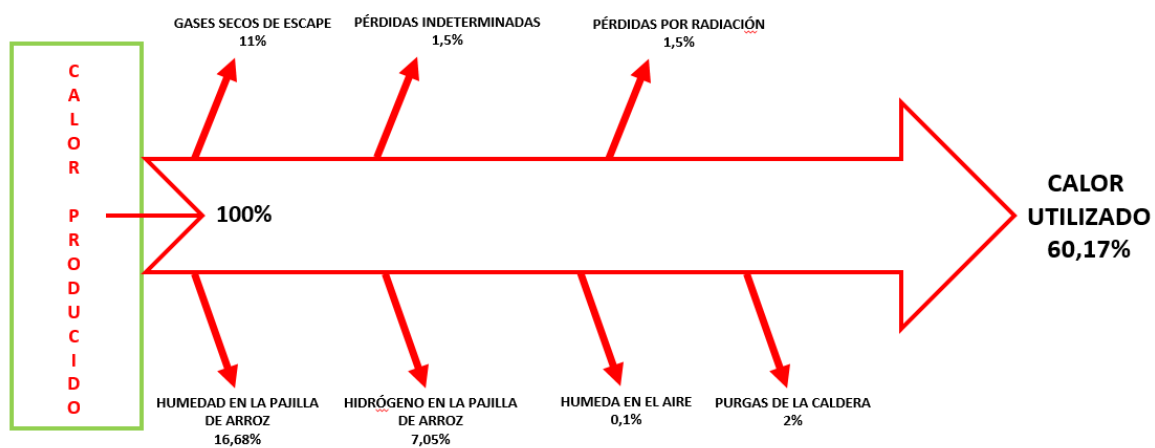 GASES SECOS DE ESCAPE
11%
PÉRDIDAS INDETERMINADAS
1,5%
PÉRDIDAS POR RADIACIÓN
1,5%
CALOR PRODUCIDO
100%
CALOR
UTILIZADO
60,17%
HUMEDAD EN LA PAJILLA
DE ARROZ
16,68%
HIDRÓGENO EN LA PAJILLA
DE ARROZ
7,05%
HUMEDA EN EL AIRE
0,1%
PURGAS DE LA CALDERA
2%